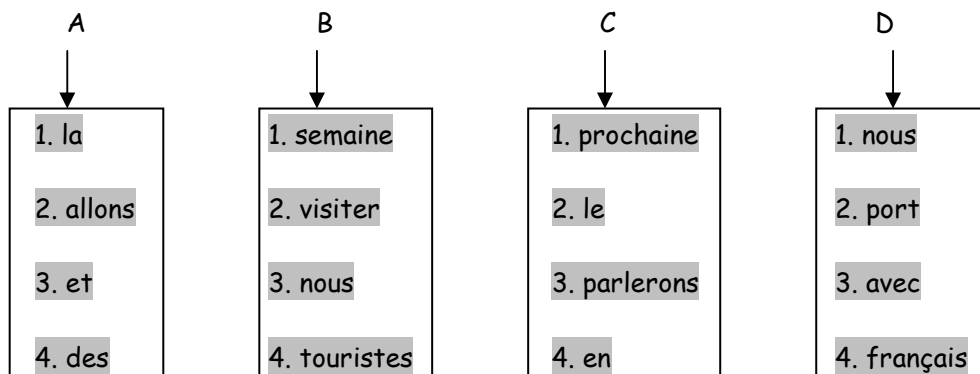 A B C D
1. la 1. semaine 1. prochaine 1. nous
2. allons 2. visiter 2. le 2. port
3. et 3. nous 3. parlerons 3. avec
4. des 4. touristes 4. en 4. français